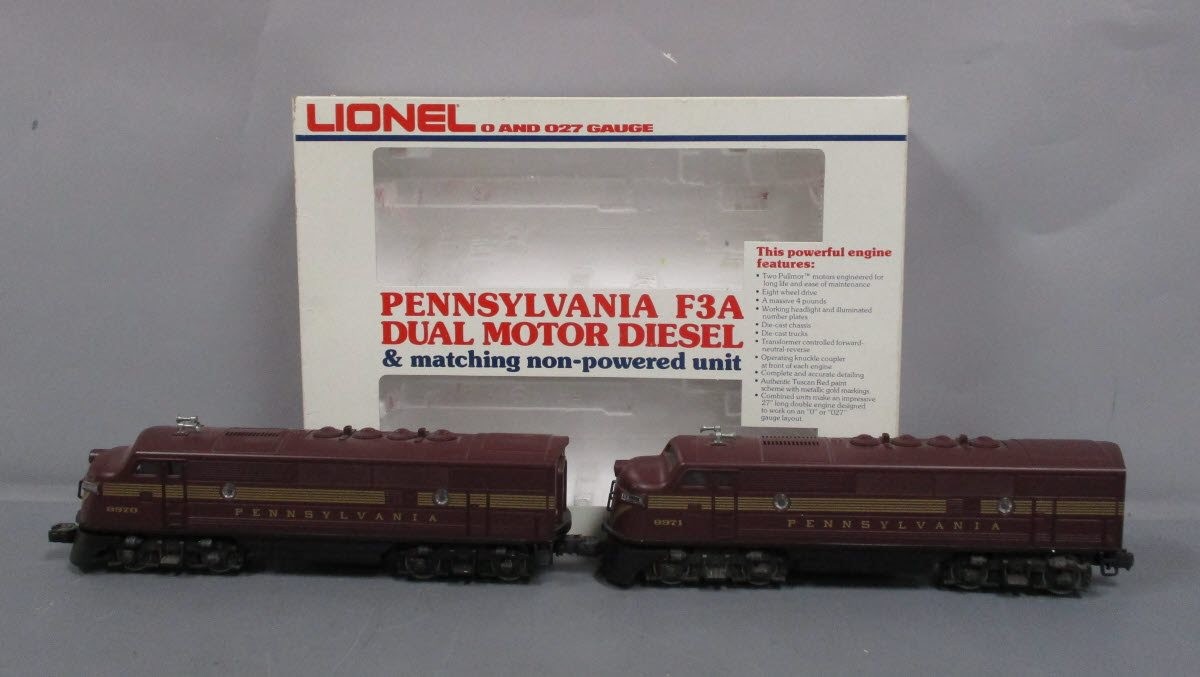 LIONEL O AND 027 GAUGE
PENNSYLVANIA F3A
DUAL MOTOR DIESEL
& matching non-powered unit
This powerful engine
features:
• Two Pullmor™ motors engineered for
long life and ease of maintenance
• Eight wheel drive
• A massive 4 pounds
• Working headlight and illuminated
number plates
• Die-cast chassis
• Die-cast trucks
• Transformer controlled forward-
neutral-reverse
• Operating knuckle coupler
at front of each engine
• Complete and accurate detailing
• Authentic Tuscan Red paint
scheme with metallic gold markings.
• Combined units make an impressive
27" long double engine designed
to work on an "0" or "027"
gauge layout.
8970 PENNSYLVANIA
8971 PENNSYLVANIA